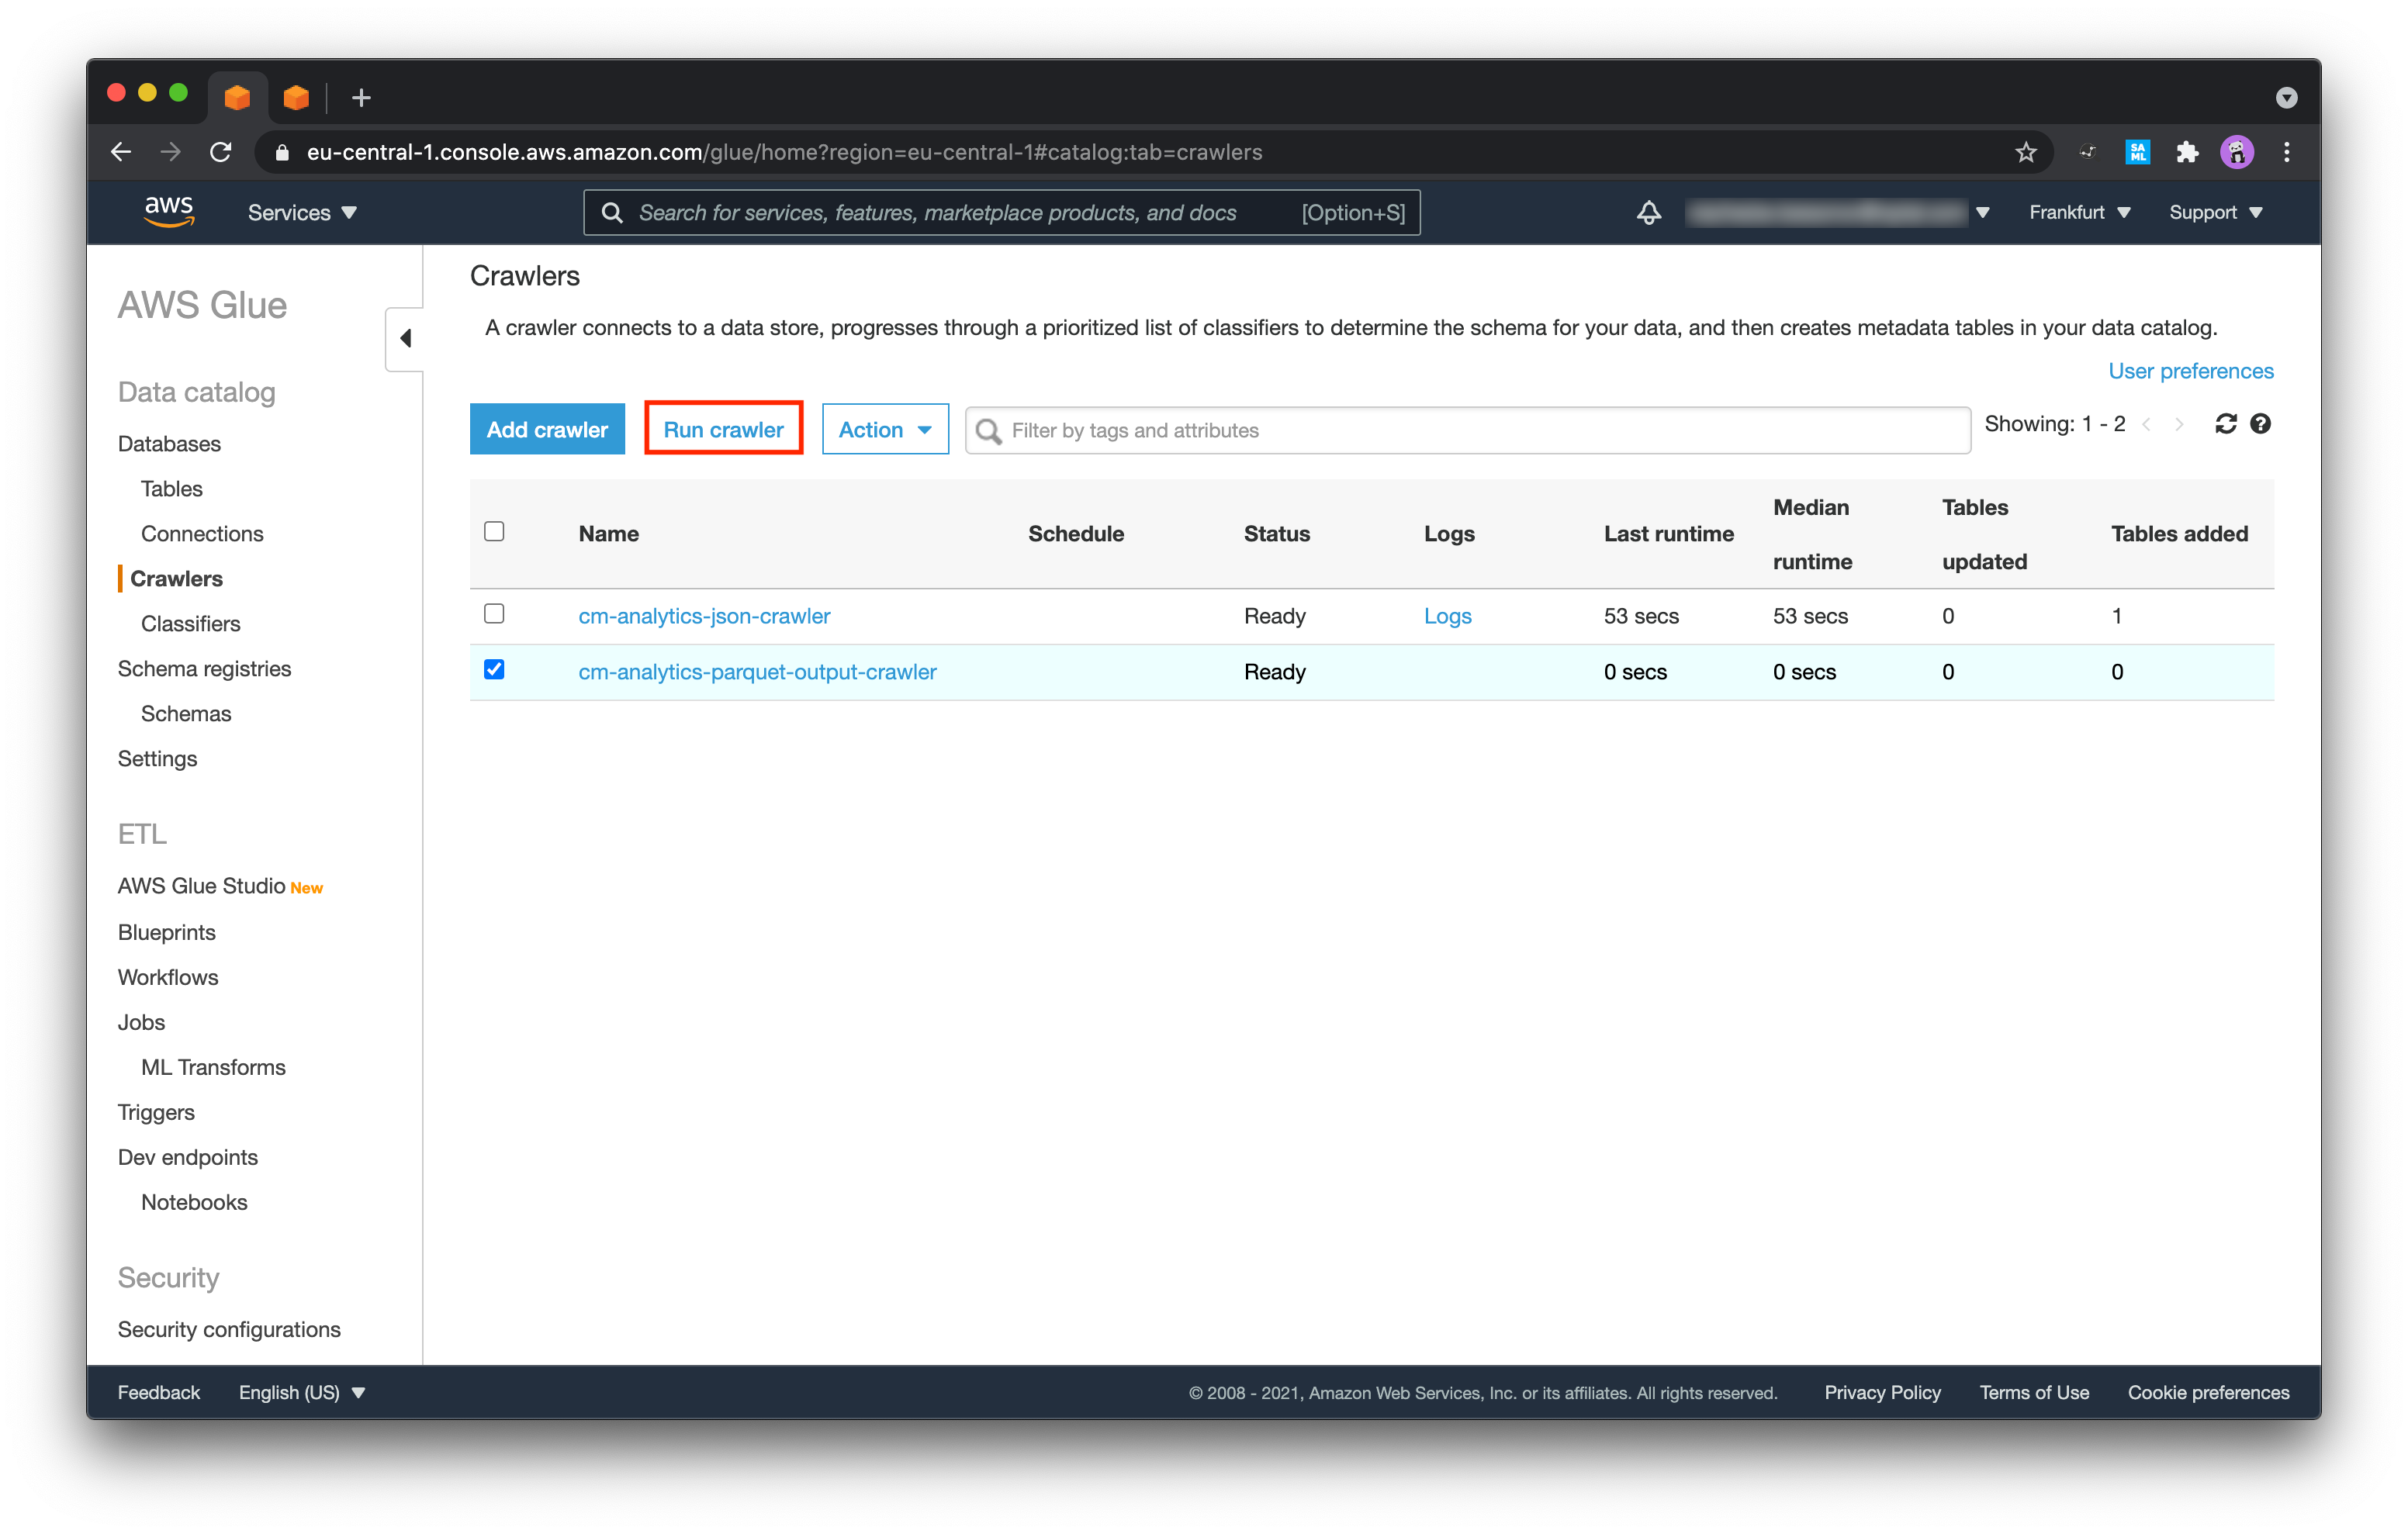 eu-central-1.console.aws.amazon.com/glue/home?region=eu-central-1#catalog:tab=crawlers
SA
ML
aws
Services
Search for services, features, marketplace products, and docs
[Option+S]
Frankfurt
Support
AWS Glue
Data catalog
Databases
Tables
Connections
Crawlers
Classifiers
Schema registries
Schemas
Settings
ETL
AWS Glue Studio New
Blueprints
Workflows
Jobs
ML Transforms
Triggers
Dev endpoints
Notebooks
Security
Security configurations
Crawlers
A crawler connects to a data store, progresses through a prioritized list of classifiers to determine the schema for your data, and then creates metadata tables in your data catalog.
User preferences
Add crawler
Run crawler
Action
Filter by tags and attributes
Showing: 1 - 2
Name Schedule Status Logs Last runtime Median runtime Tables updated Tables added
cm-analytics-json-crawler Ready Logs 53 secs 53 secs 0 1
cm-analytics-parquet-output-crawler Ready 0 secs 0 secs 0 0
Feedback
English (US)
© 2008 - 2021, Amazon Web Services, Inc. or its affiliates. All rights reserved.
Privacy Policy
Terms of Use
Cookie preferences